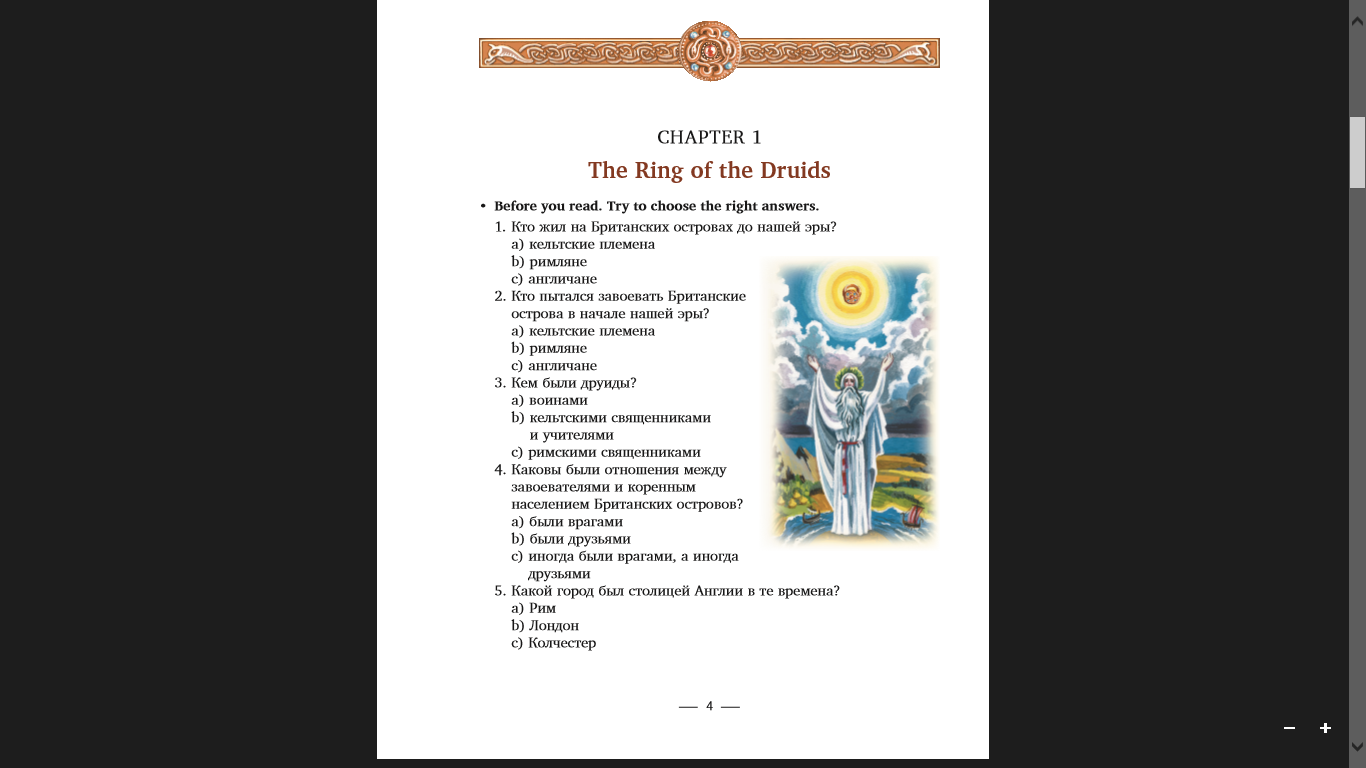 CHAPTER 1
The Ring of the Druids
• Before you read. Try to choose the right answers.
1. Кто жил на Британских островах до нашей эры?
a) кельтские племена
b) римляне
c) англичане
2. Кто пытался завоевать Британские
острова в начале нашей эры?
a) кельтские племена
b) римляне
c) англичане
3. Кем были друиды?
a) воинами
b) кельтскими священниками
и учителями
c) римскими священниками
4. Каковы были отношения между
завоевателями и коренным
населением Британских островов?
a) были врагами
b) были друзьями
c) иногда были врагами, а иногда
друзьями
5. Какой город был столицей Англии в те времена?
a) Рим
b) Лондон
c) Колчестер
— 4 —